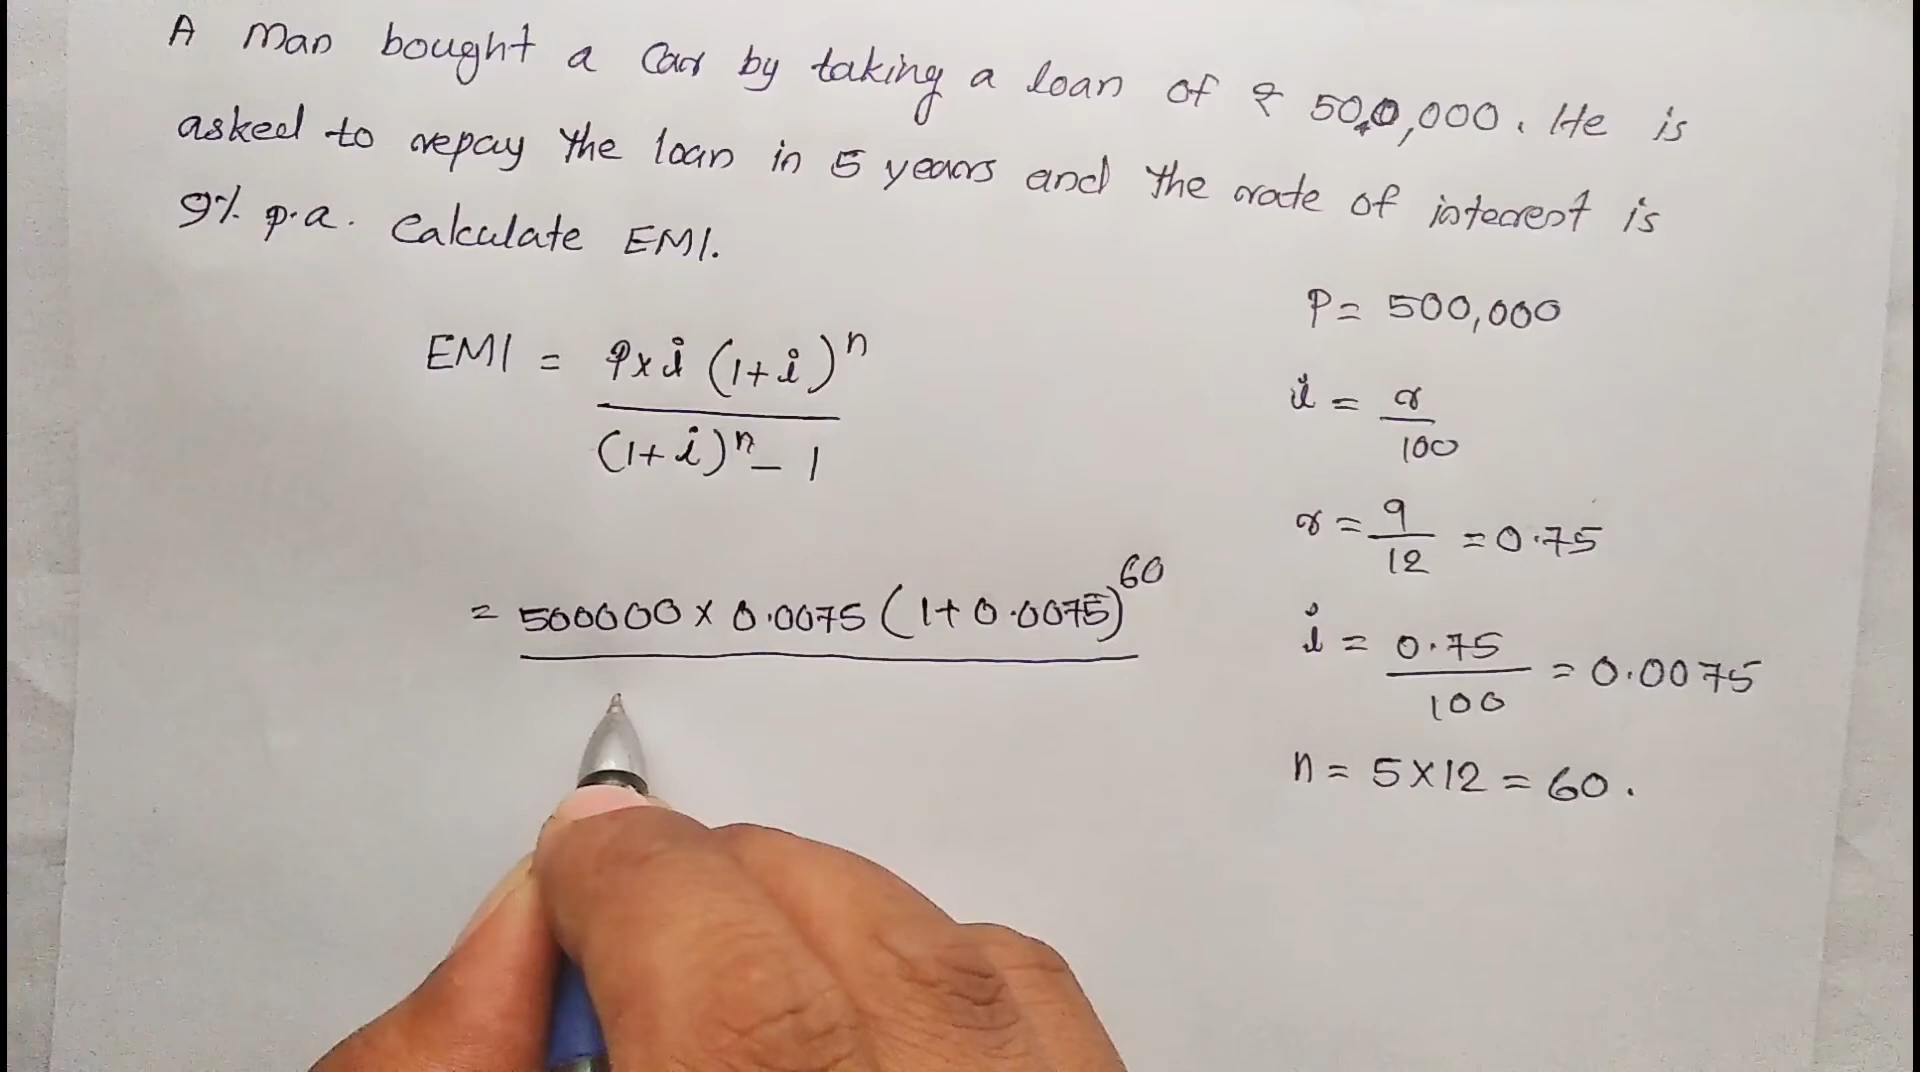 A Man bought a Car by taking a loan of ₹ 500,000. He is
asked to repay the loan in 5 years and the rate of interest is
9% p.a. Calculate EMI.
P = 500,000
EMI = P x i (1+i)^n
(1+i)^n - 1
i = r
100
r = 9
12 = 0.75
= 500000 x 0.0075 (1+0.0075)^60
i = 0.75
100 = 0.0075
n = 5 X 12 = 60.